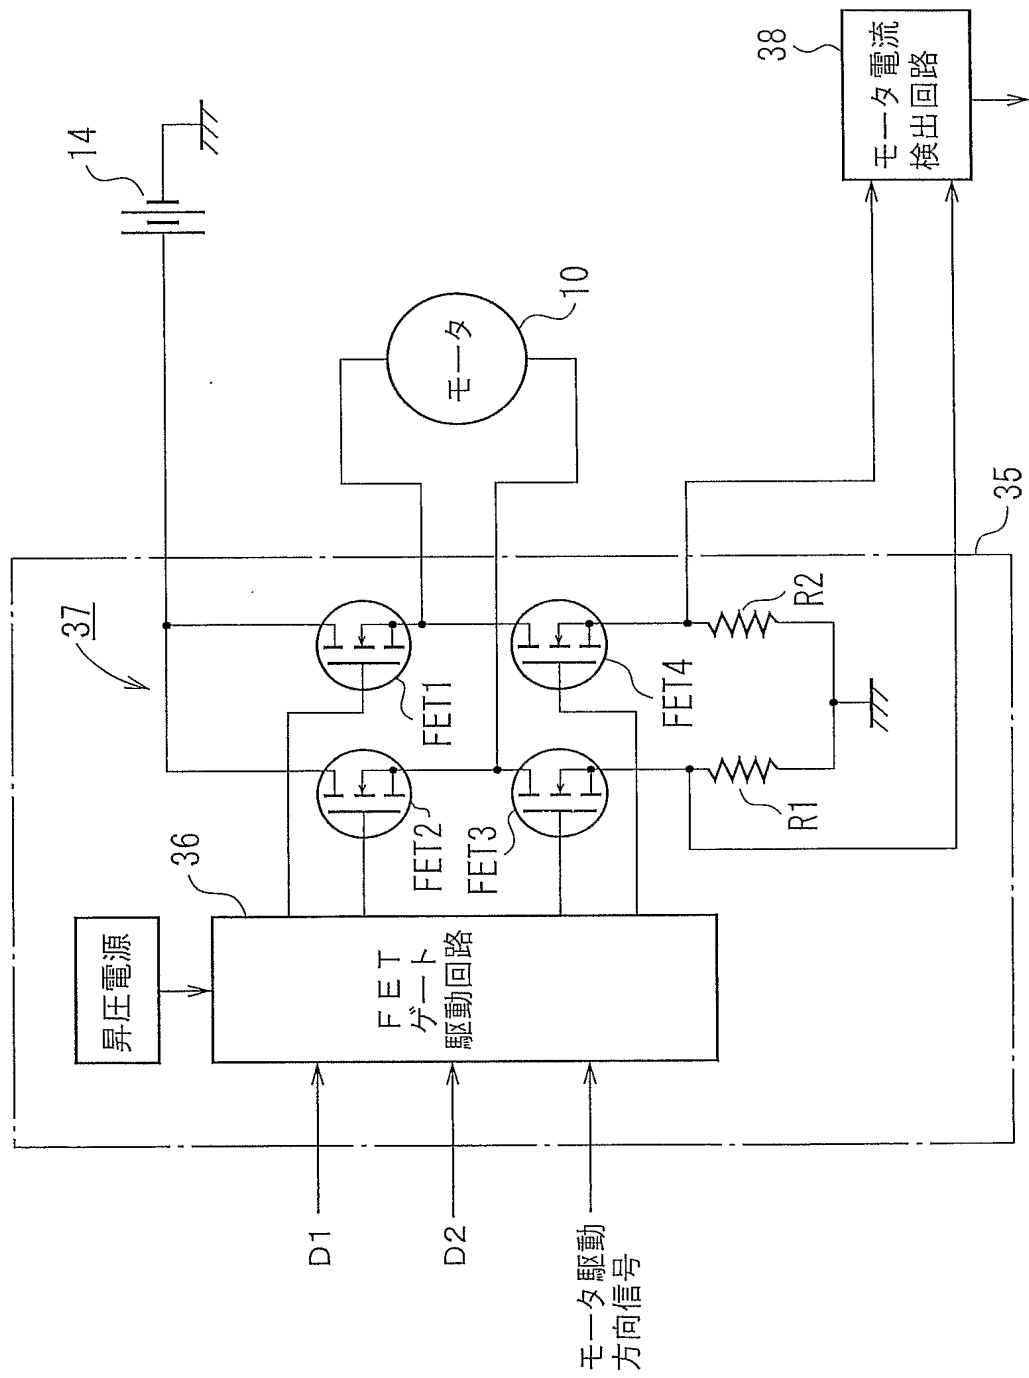 14
38
モータ電流
検出回路
10
モータ
37
35
FET1
FET4
R2
FET2
FET3
R1
36
昇圧電源
FET
ゲート
駆動回路
D1
D2
モータ駆動
方向信号